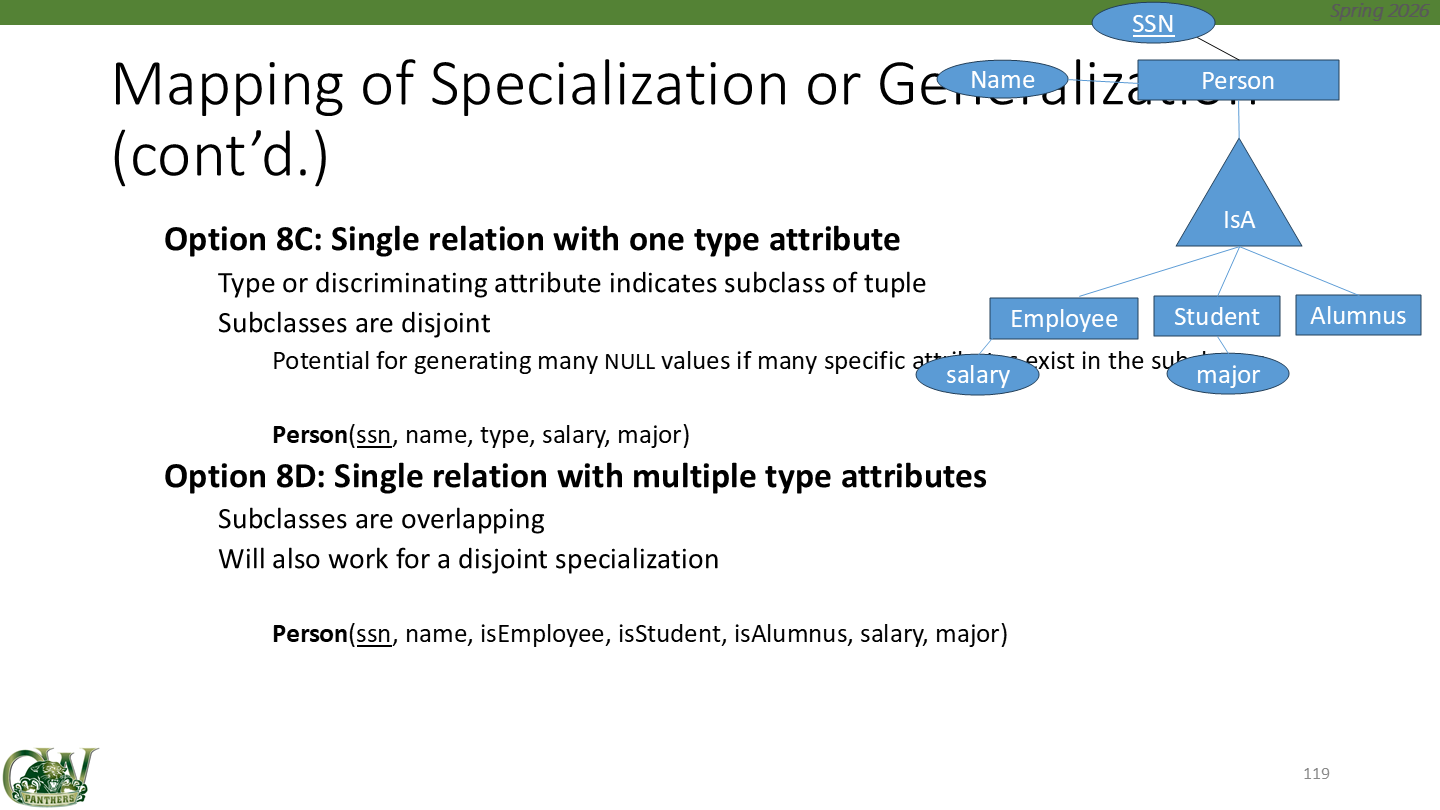 Spring 2026
SSN
Name
Person
Mapping of Specialization or Generalization
(cont’d.)
IsA
Option 8C: Single relation with one type attribute
Type or discriminating attribute indicates subclass of tuple
Employee
Student
Alumnus
Subclasses are disjoint
Potential for generating many NULL values if many specific attributes exist in the
salary
major
Person(ssn, name, type, salary, major)
Option 8D: Single relation with multiple type attributes
Subclasses are overlapping
Will also work for a disjoint specialization
Person(ssn, name, isEmployee, isStudent, isAlumnus, salary, major)
OW
PANTHERS
119